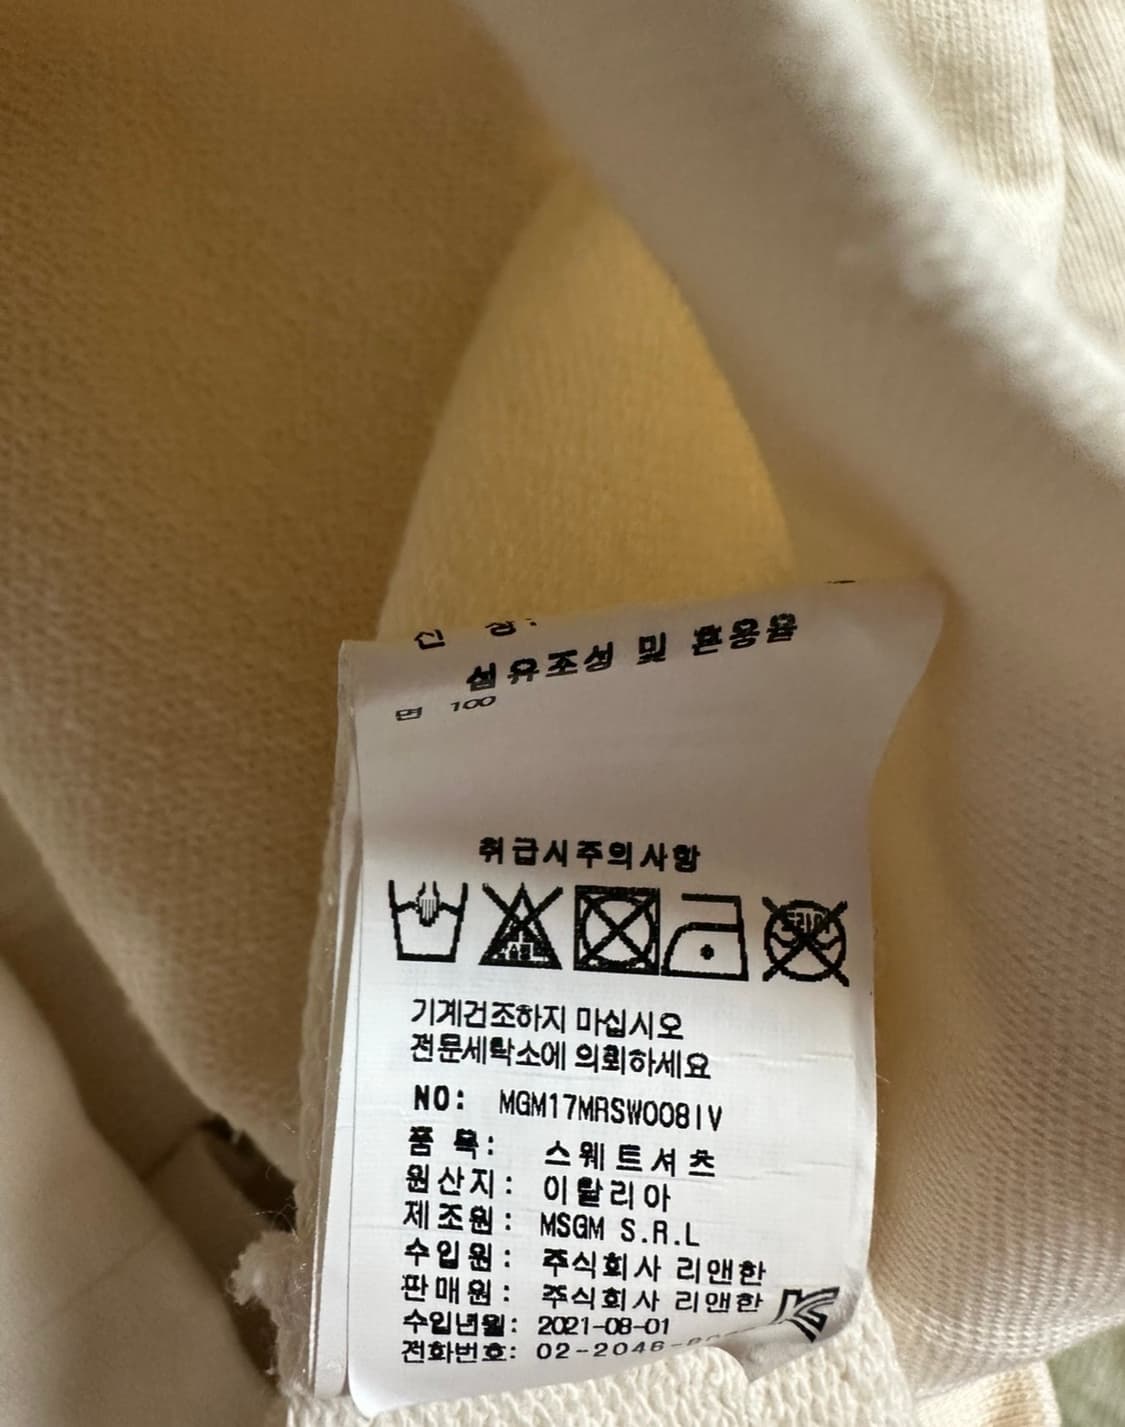 신 장:
섬유조성 및 혼용율
면 100
취급시주의사항
기계건조하지 마십시오
전문세탁소에 의뢰하세요
NO: MGM17MRSW008IV
품 목: 스웨트셔츠
원산지: 이탈리아
제조원: MSGM S.R.L
수입원: 주식회사 리앤한
판매원: 주식회사 리앤한
수입년월: 2021-08-01
전화번호: 02-2046-